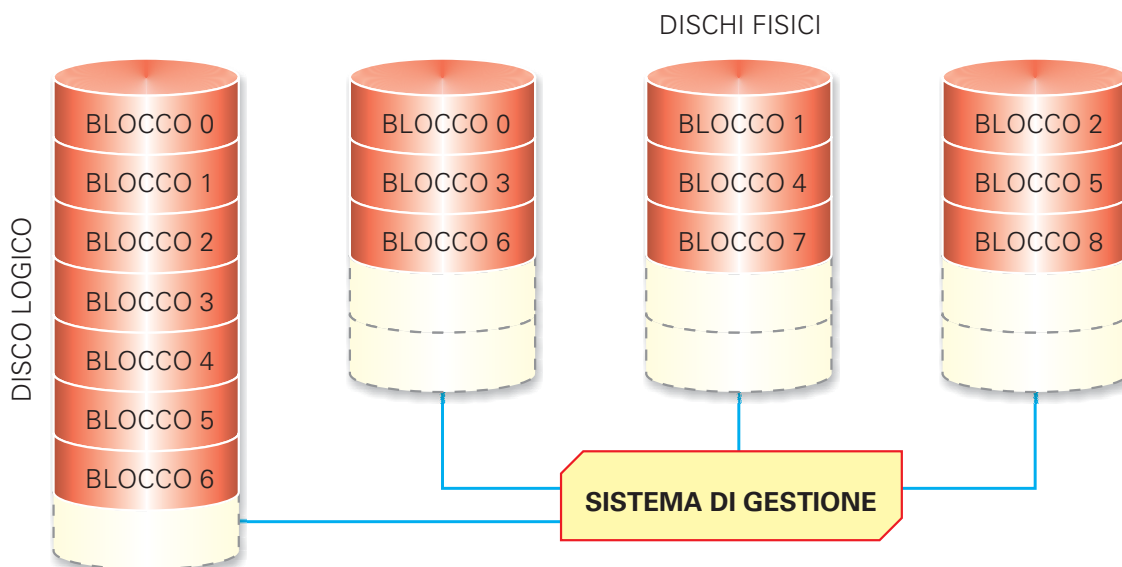 DISCHI FISICI
DISCO LOGICO
BLOCCO 0
BLOCCO 1
BLOCCO 2
BLOCCO 3
BLOCCO 4
BLOCCO 5
BLOCCO 6
BLOCCO 0
BLOCCO 3
BLOCCO 6
BLOCCO 1
BLOCCO 4
BLOCCO 7
BLOCCO 2
BLOCCO 5
BLOCCO 8
SISTEMA DI GESTIONE